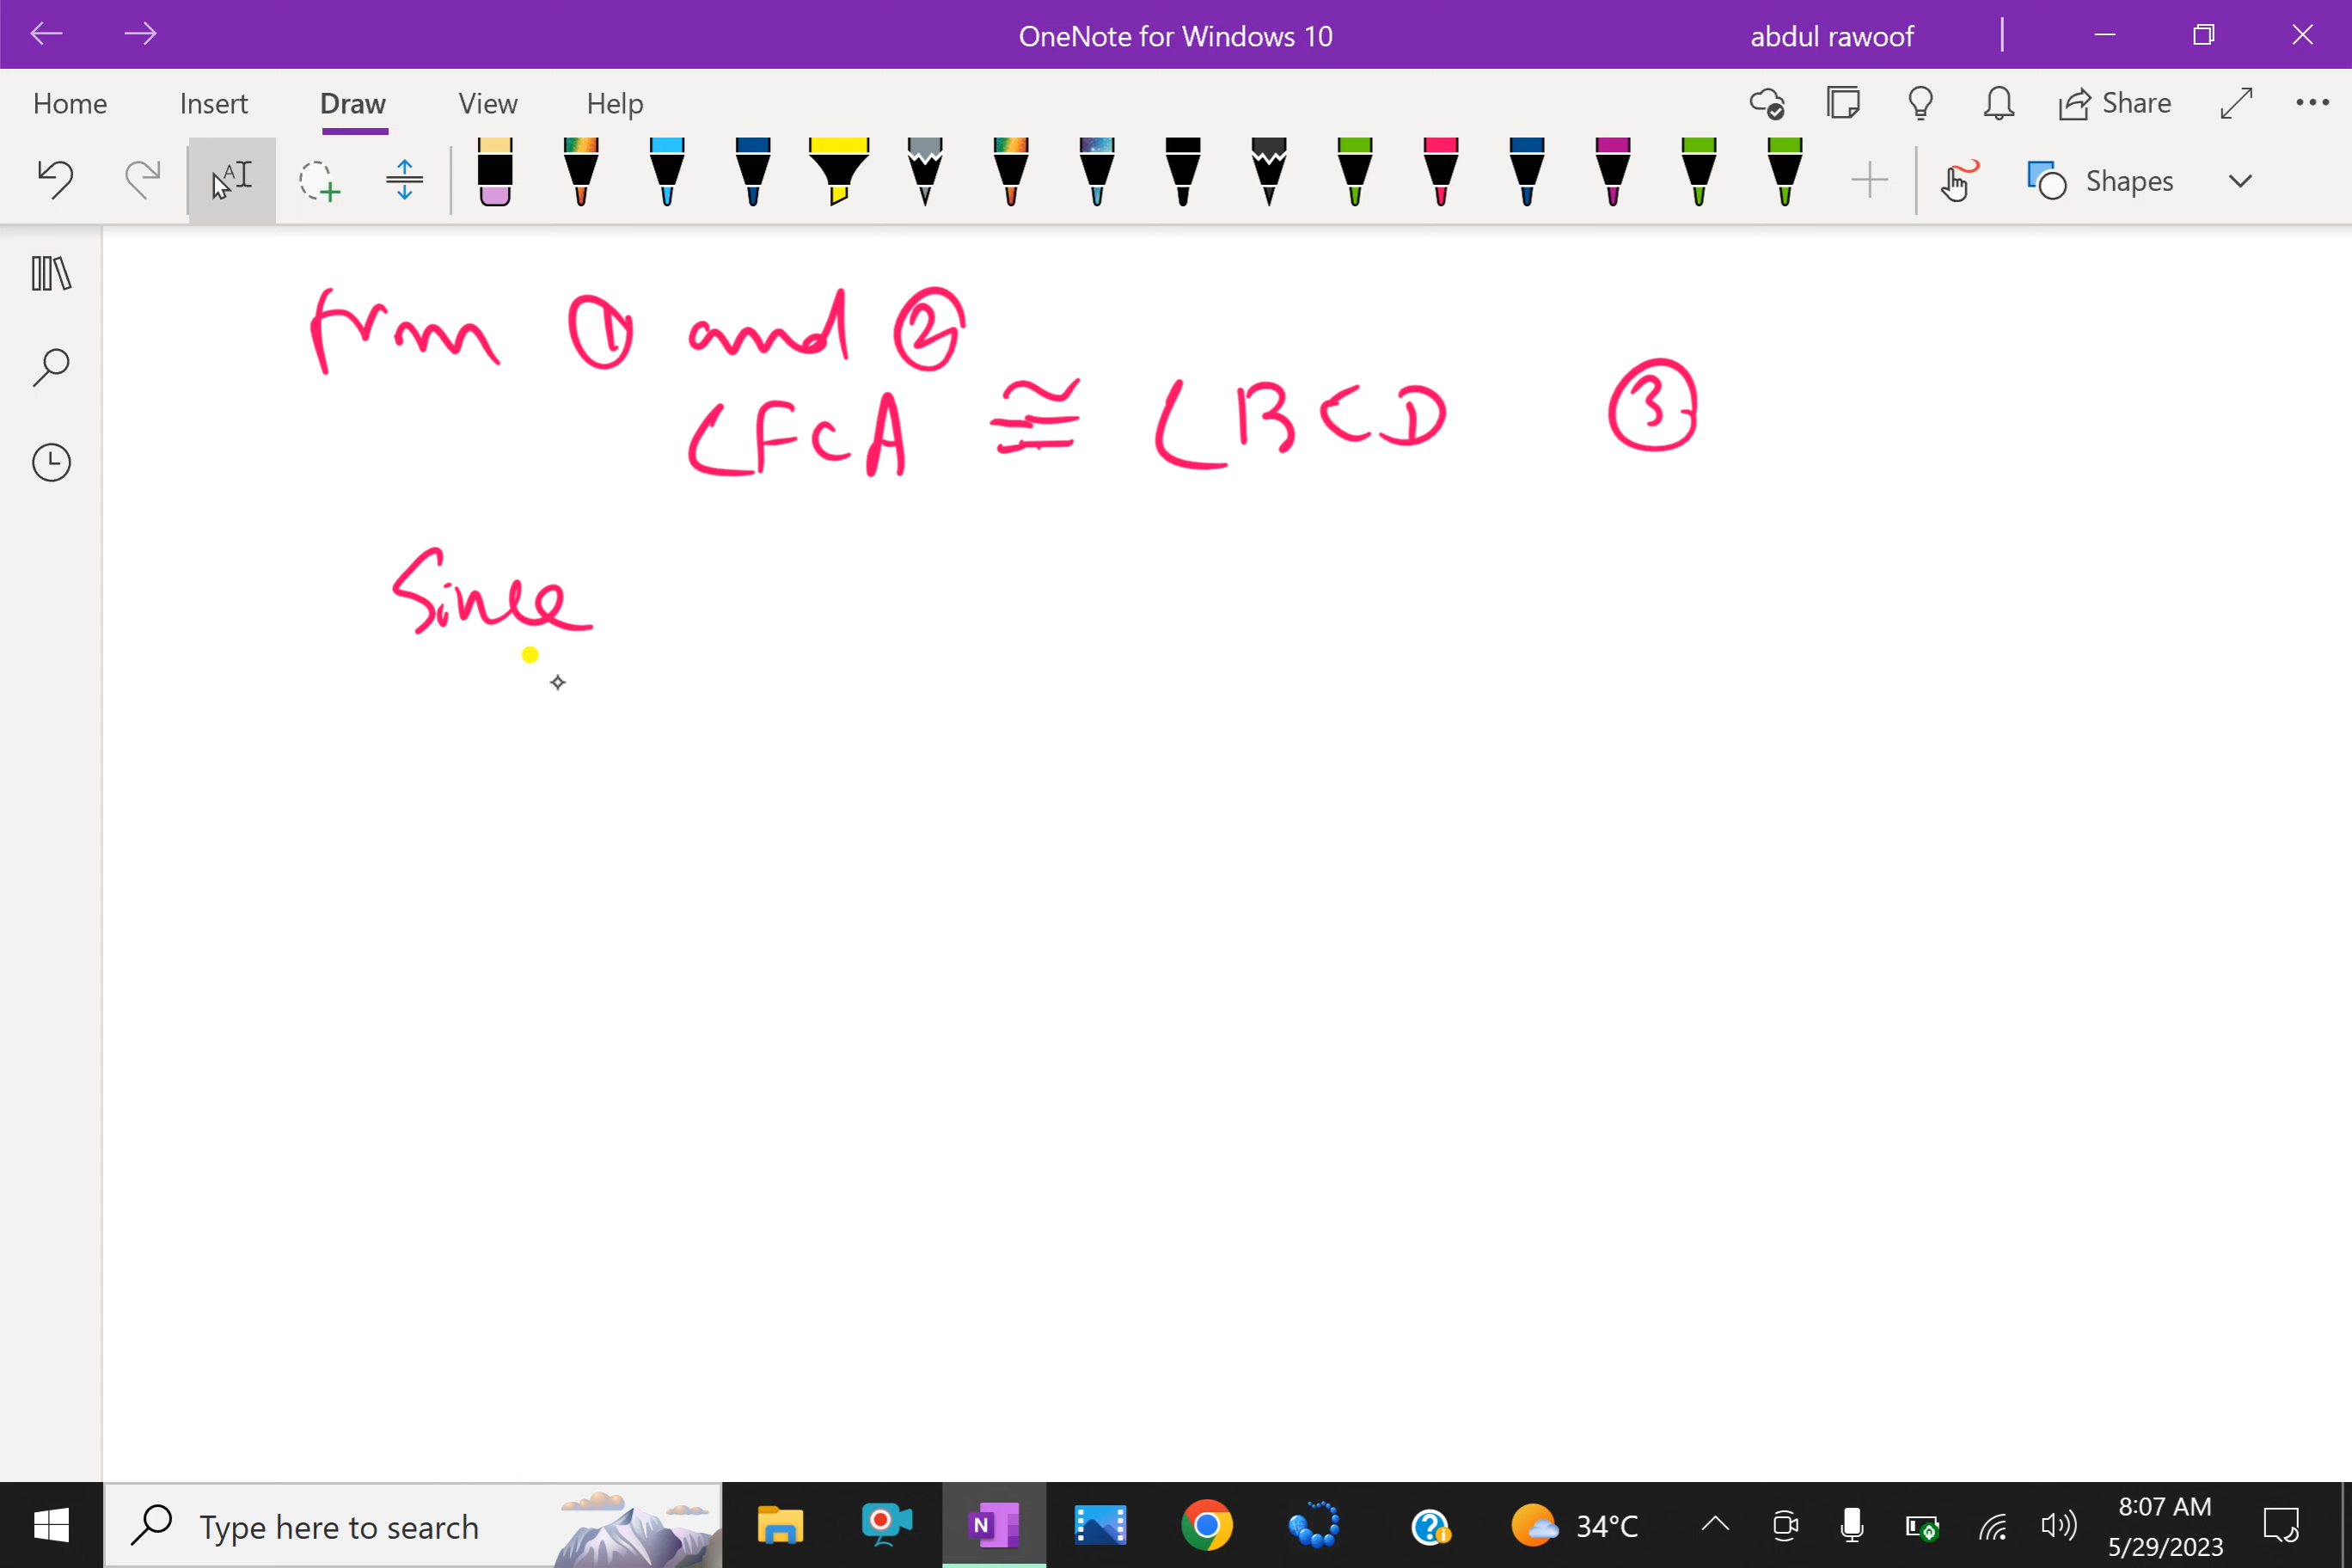 OneNote for Windows 10
abdul rawoof
Home Insert Draw View Help
Share
Shapes
from ① and ②
∠FCA ≅ ∠BCD ③
Since
Type here to search
34°C
8:07 AM
5/29/2023